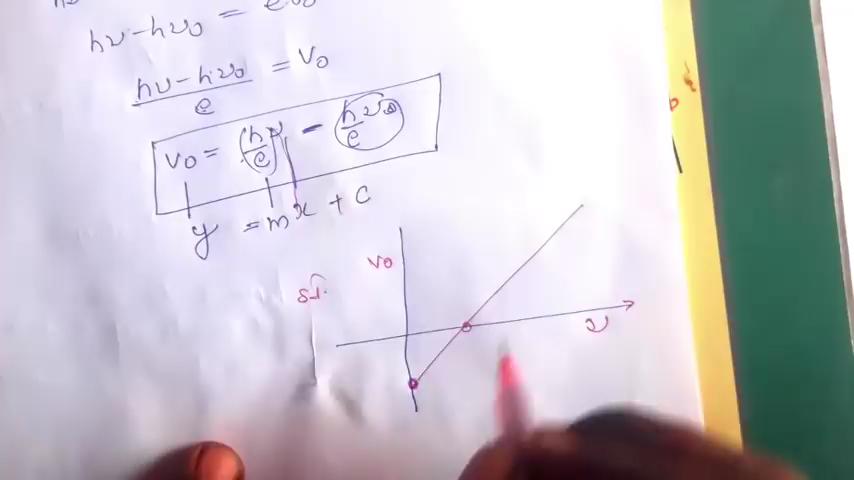 hν - hν₀ = eV₀
hν - hν₀ / e = V₀
V₀ = (h/e)ν - hν₀/e
y = mx + c
V₀
ν